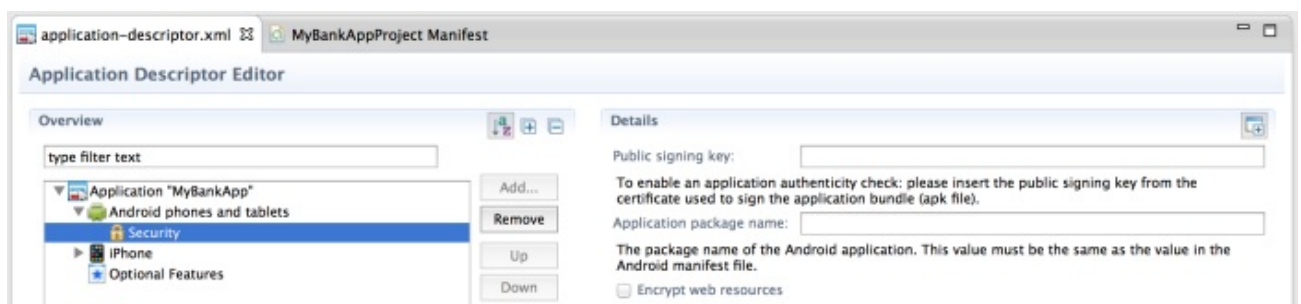 application-descriptor.xml MyBankAppProject Manifest
Application Descriptor Editor
Overview
type filter text
Application "MyBankApp"
Android phones and tablets
Security
iPhone
Optional Features
Add...
Remove
Up
Down
Details
Public signing key:
To enable an application authenticity check: please insert the public signing key from the
certificate used to sign the application bundle (apk file).
Application package name:
The package name of the Android application. This value must be the same as the value in the
Android manifest file.
Encrypt web resources